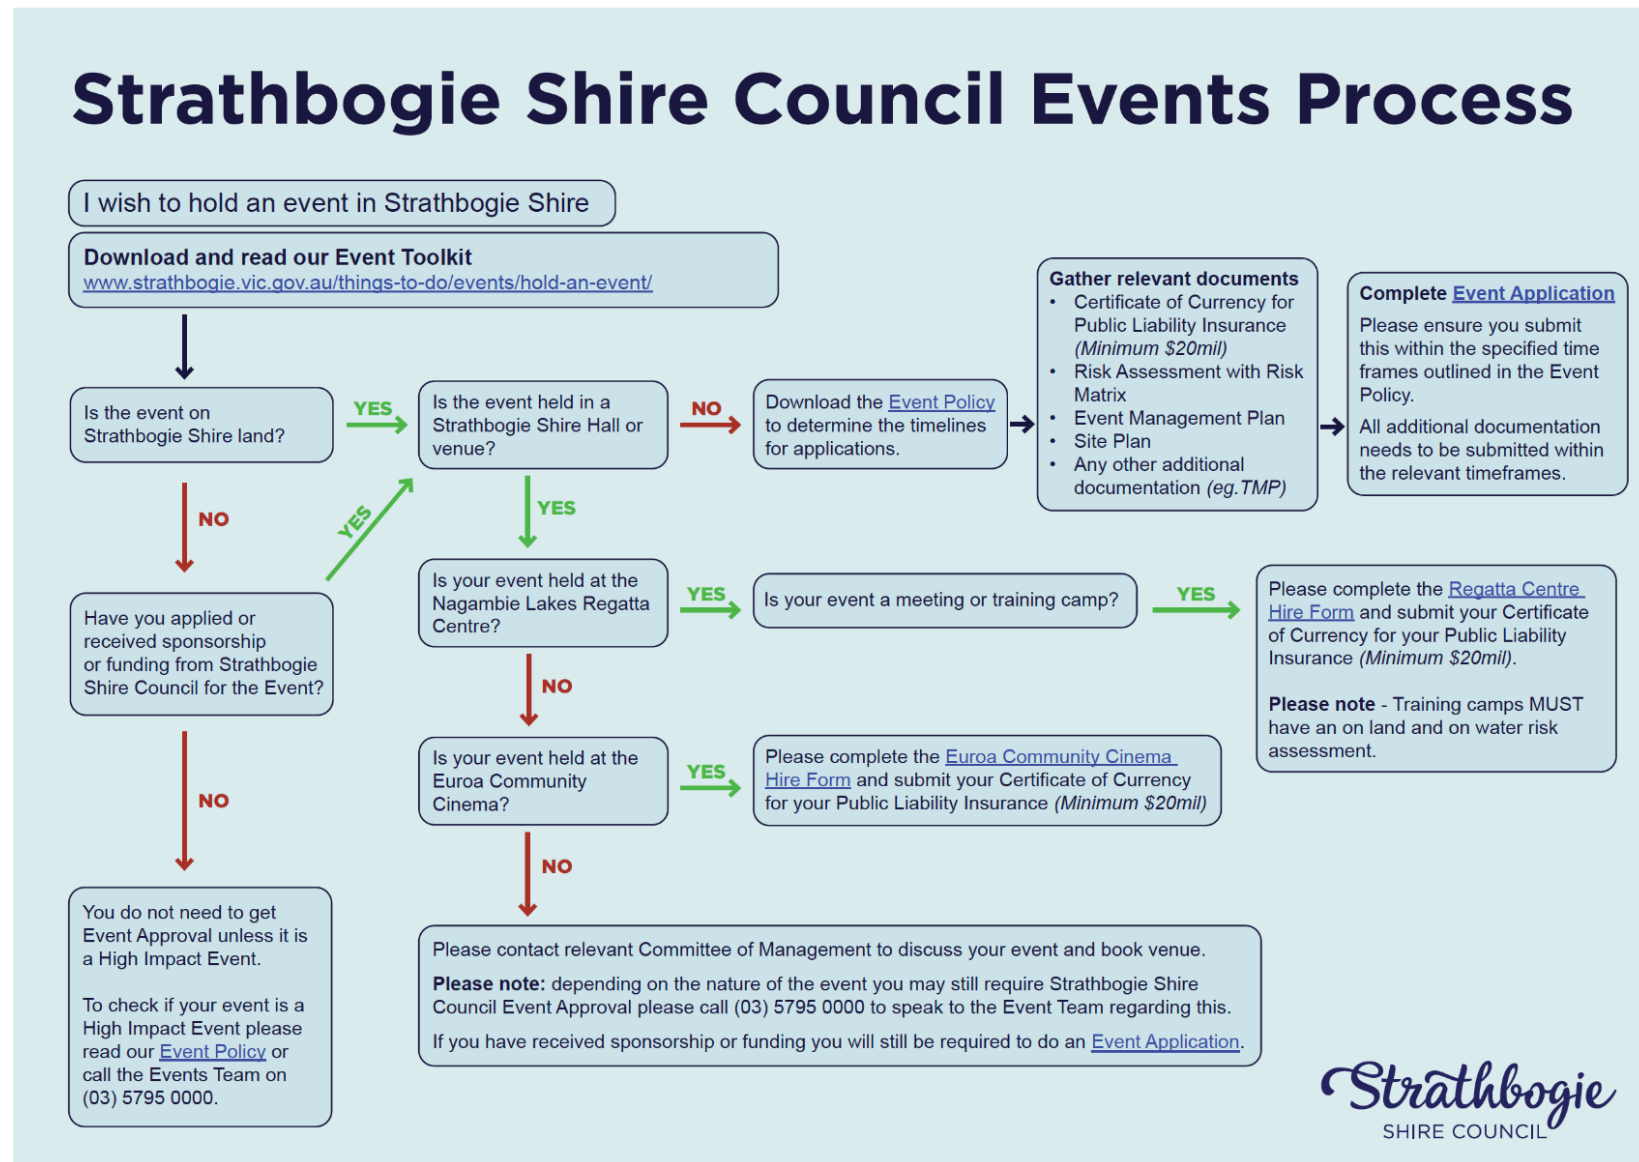 Strathbogie Shire Council Events Process
I wish to hold an event in Strathbogie Shire
Download and read our Event Toolkit
www.strathbogie.vic.gov.au/things-to-do/events/hold-an-event/
Is the event on
Strathbogie Shire land?
YES
Is the event held in a
Strathbogie Shire Hall or
venue?
NO
Download the Event Policy
to determine the timelines
for applications.
Gather relevant documents
• Certificate of Currency for
Public Liability Insurance
(Minimum $20mil)
• Risk Assessment with Risk
Matrix
• Event Management Plan
• Site Plan
• Any other additional
documentation (eg.TMP)
Complete Event Application
Please ensure you submit
this within the specified time
frames outlined in the Event
Policy.
All additional documentation
needs to be submitted within
the relevant timeframes.
NO
YES
YES
Have you applied or
received sponsorship
or funding from Strathbogie
Shire Council for the Event?
Is your event held at the
Nagambie Lakes Regatta
Centre?
YES
Is your event a meeting or training camp?
YES
Please complete the Regatta Centre
Hire Form and submit your Certificate
of Currency for your Public Liability
Insurance (Minimum $20mil).
Please note - Training camps MUST
have an on land and on water risk
assessment.
NO
NO
Is your event held at the
Euroa Community
Cinema?
YES
Please complete the Euroa Community Cinema
Hire Form and submit your Certificate of Currency
for your Public Liability Insurance (Minimum $20mil)
NO
You do not need to get
Event Approval unless it is
a High Impact Event.
To check if your event is a
High Impact Event please
read our Event Policy or
call the Events Team on
(03) 5795 0000.
Please contact relevant Committee of Management to discuss your event and book venue.
Please note: depending on the nature of the event you may still require Strathbogie Shire
Council Event Approval please call (03) 5795 0000 to speak to the Event Team regarding this.
If you have received sponsorship or funding you will still be required to do an Event Application.
Strathbogie
SHIRE COUNCIL